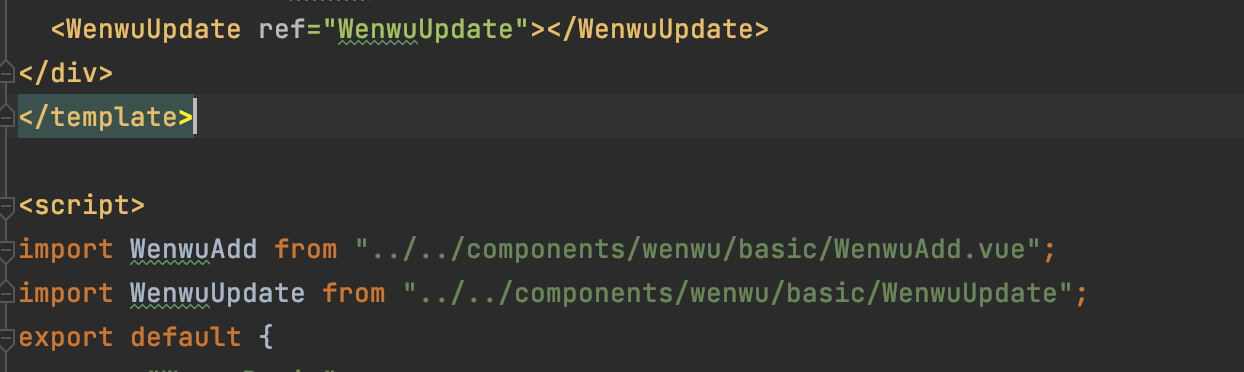 <WenwuUpdate ref="WenwuUpdate"></WenwuUpdate>
</div>
</template>
<script>
import WenwuAdd from "../../components/wenwu/basic/WenwuAdd.vue";
import WenwuUpdate from "../../components/wenwu/basic/WenwuUpdate";
export default {